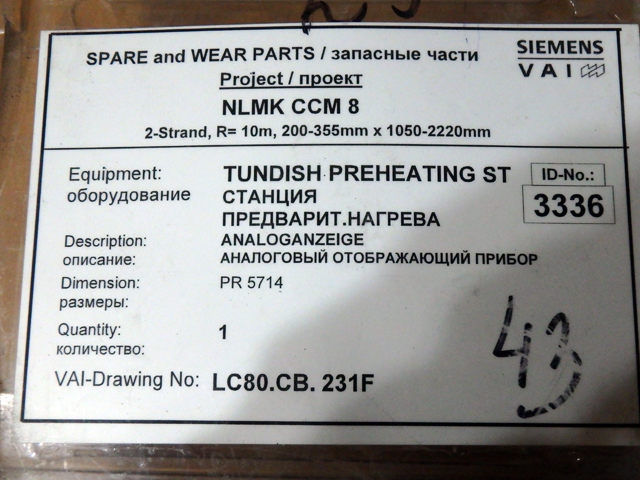 SPARE and WEAR PARTS / запасные части
SIEMENS
VAI
Project / проект
NLMK CCM 8
2-Strand, R= 10m, 200-355mm x 1050-2220mm
Equipment: TUNDISH PREHEATING ST
ID-No.:
оборудование СТАНЦИЯ
3336
ПРЕДВАРИТ.НАГРЕВА
Description: ANALOGANZEIGE
описание: АНАЛОГОВЫЙ ОТОБРАЖАЮЩИЙ ПРИБОР
Dimension: PR 5714
размеры:
Quantity: 1
количество:
VAI-Drawing No: LC80.CB. 231F
43